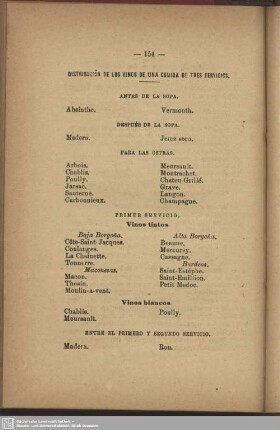 — 154 —
DISTRIBUCIÓN DE LOS VINOS DE UNA COMIDA DE TRES SERVICIOS.
ANTES DE LA SOPA.
Absinthe. Vermouth.
DESPUÉS DE LA SOPA.
Madera. Jerez seco.
PARA LAS OSTRAS.
Arbois. Meursault.
Chablis. Montrachet.
Pouilly. Chateu-Grillé.
Jarsac. Grave.
Sauterne. Langon.
Carbonnieux. Champagne.
PRIMER SERVICIO.
Vinos tintos
Baja Borgoña. Alta Borgoña.
Côte-Saint-Jacques. Beaune.
Coulanges. Mercurey.
La Chainette. Cassagne.
Tonnerre. Burdeos.
Maconeses. Saint-Estèphe.
Macon. Saint-Emilion.
Thorin. Petit Medoc.
Moulin-a-vent.
Vinos blancos.
Chablis. Pouilly.
Meursault.
ENTRE EL PRIMERO Y SEGUNDO SERVICIO.
Madera. Ron.